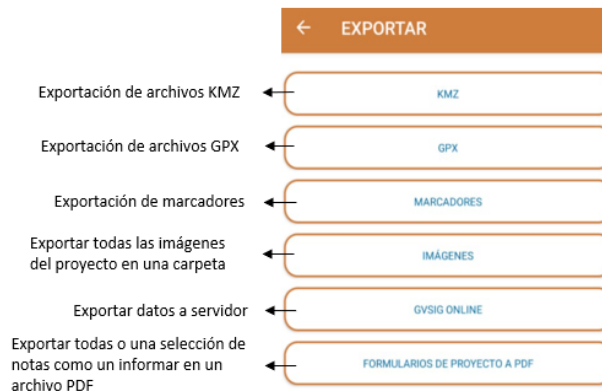 EXPORTAR
Exportación de archivos KMZ
KMZ
Exportación de archivos GPX
GPX
Exportación de marcadores
MARCADORES
Exportar todas las imágenes
del proyecto en una carpeta
IMÁGENES
Exportar datos a servidor
GVSIG ONLINE
Exportar todas o una selección de
notas como un informar en un
archivo PDF
FORMULARIOS DE PROYECTO A PDF